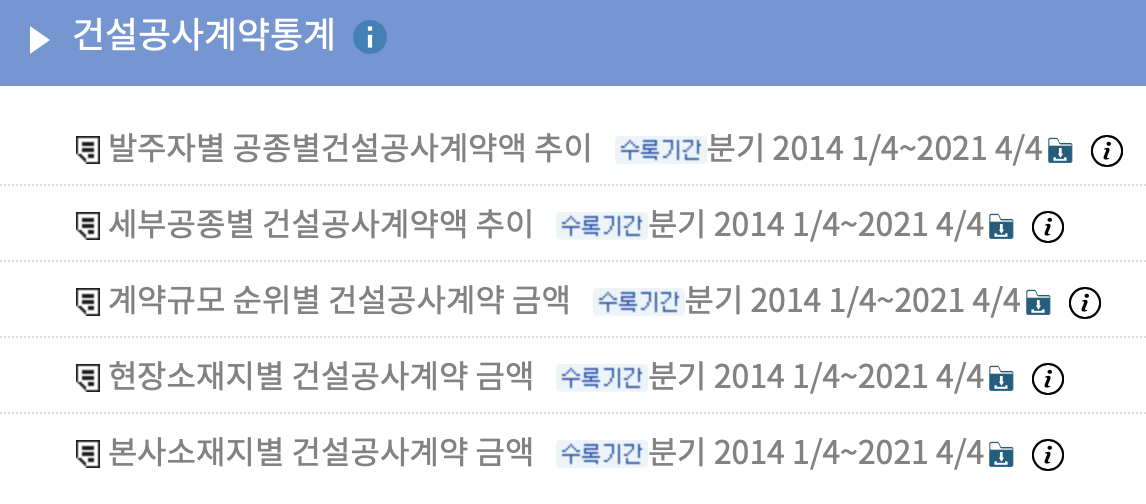 건설공사계약통계
발주자별 공종별건설공사계약액 추이 수록기간 분기 2014 1/4~2021 4/4
세부공종별 건설공사계약액 추이 수록기간 분기 2014 1/4~2021 4/4
계약규모 순위별 건설공사계약 금액 수록기간 분기 2014 1/4~2021 4/4
현장소재지별 건설공사계약 금액 수록기간 분기 2014 1/4~2021 4/4
본사소재지별 건설공사계약 금액 수록기간 분기 2014 1/4~2021 4/4